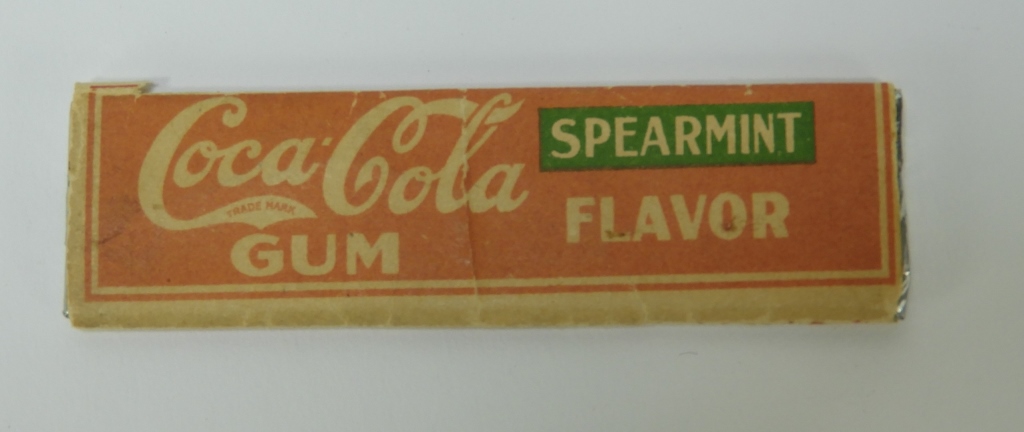 Coca-Cola
TRADE MARK
GUM
SPEARMINT
FLAVOR